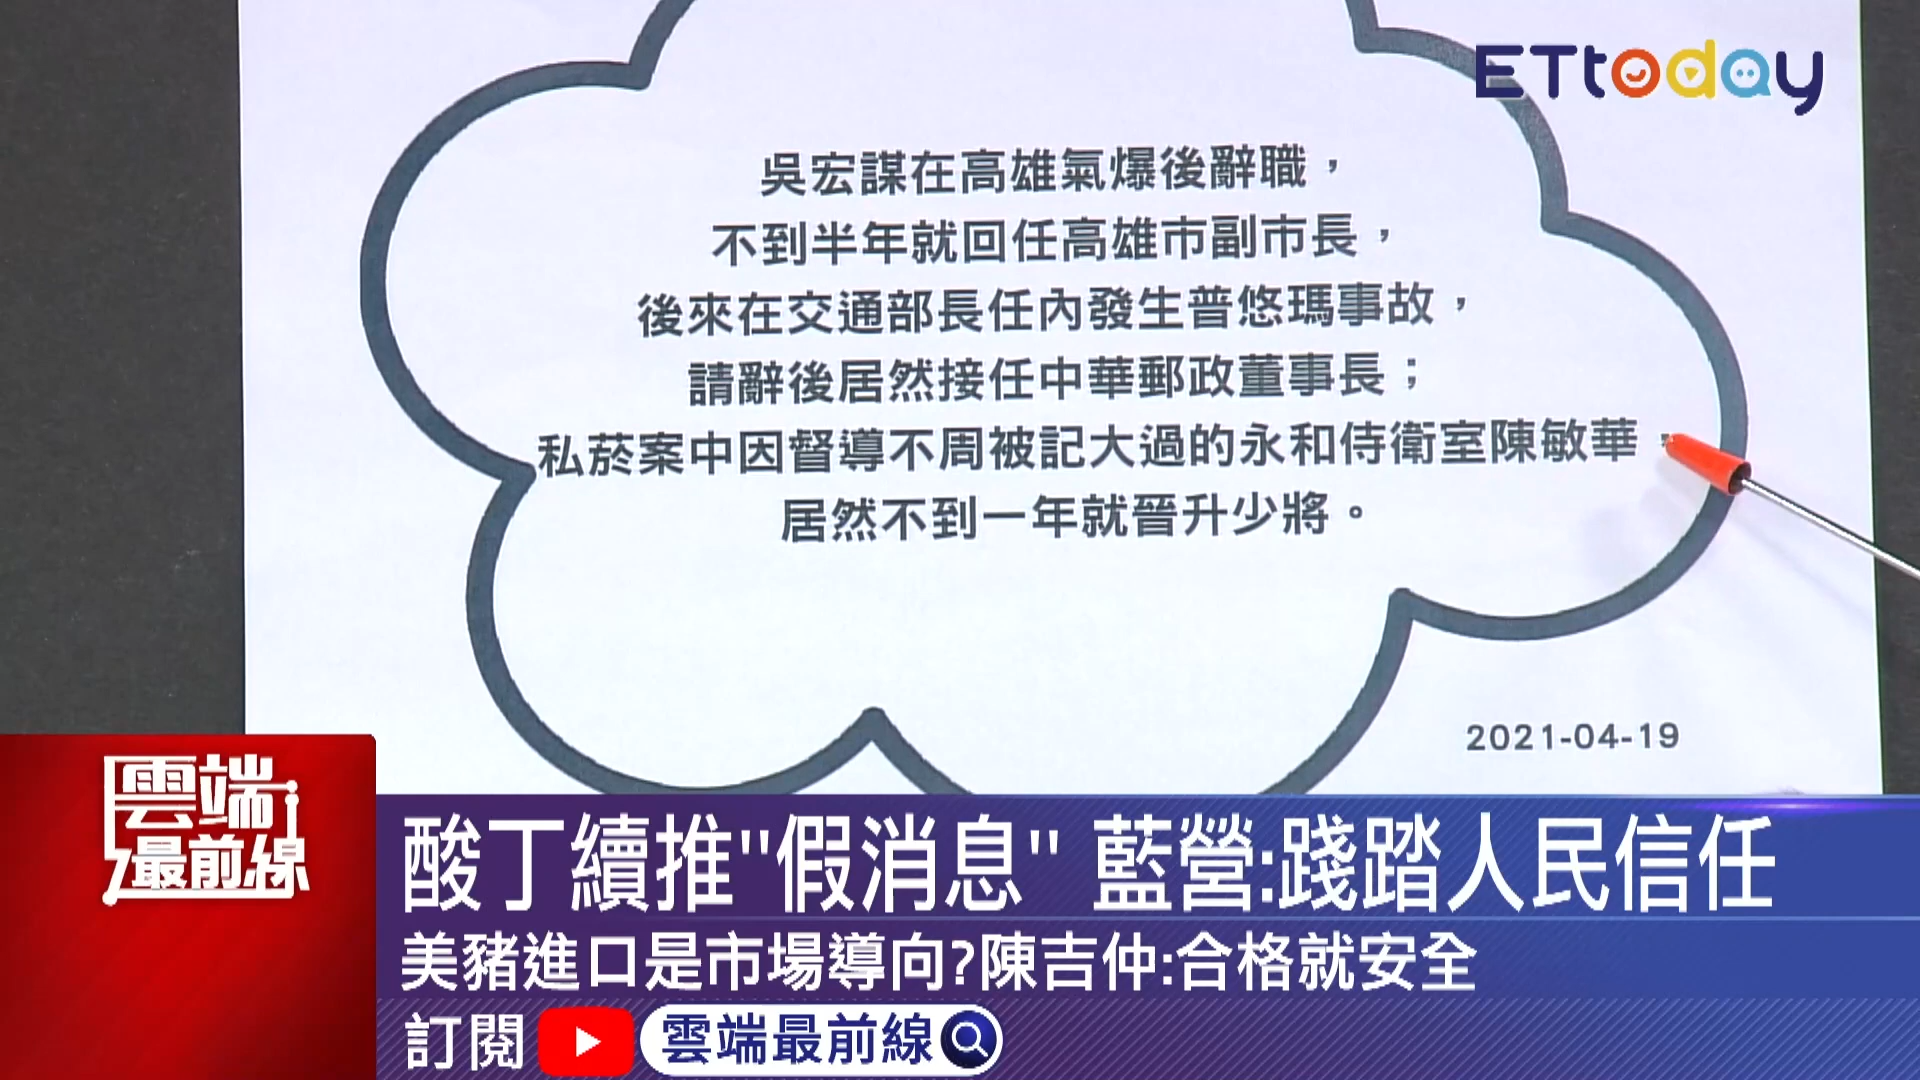 ETtoday
吳宏謀在高雄氣爆後辭職，
不到半年就回任高雄市副市長，
後來在交通部長任內發生普悠瑪事故，
請辭後居然接任中華郵政董事長；
私菸案中因督導不周被記大過的永和侍衛室陳敏華，
居然不到一年就晉升少將。
2021-04-19
雲端
最前線
酸丁續推"假消息" 藍營:踐踏人民信任
美豬進口是市場導向?陳吉仲:合格就安全
訂閱 雲端最前線